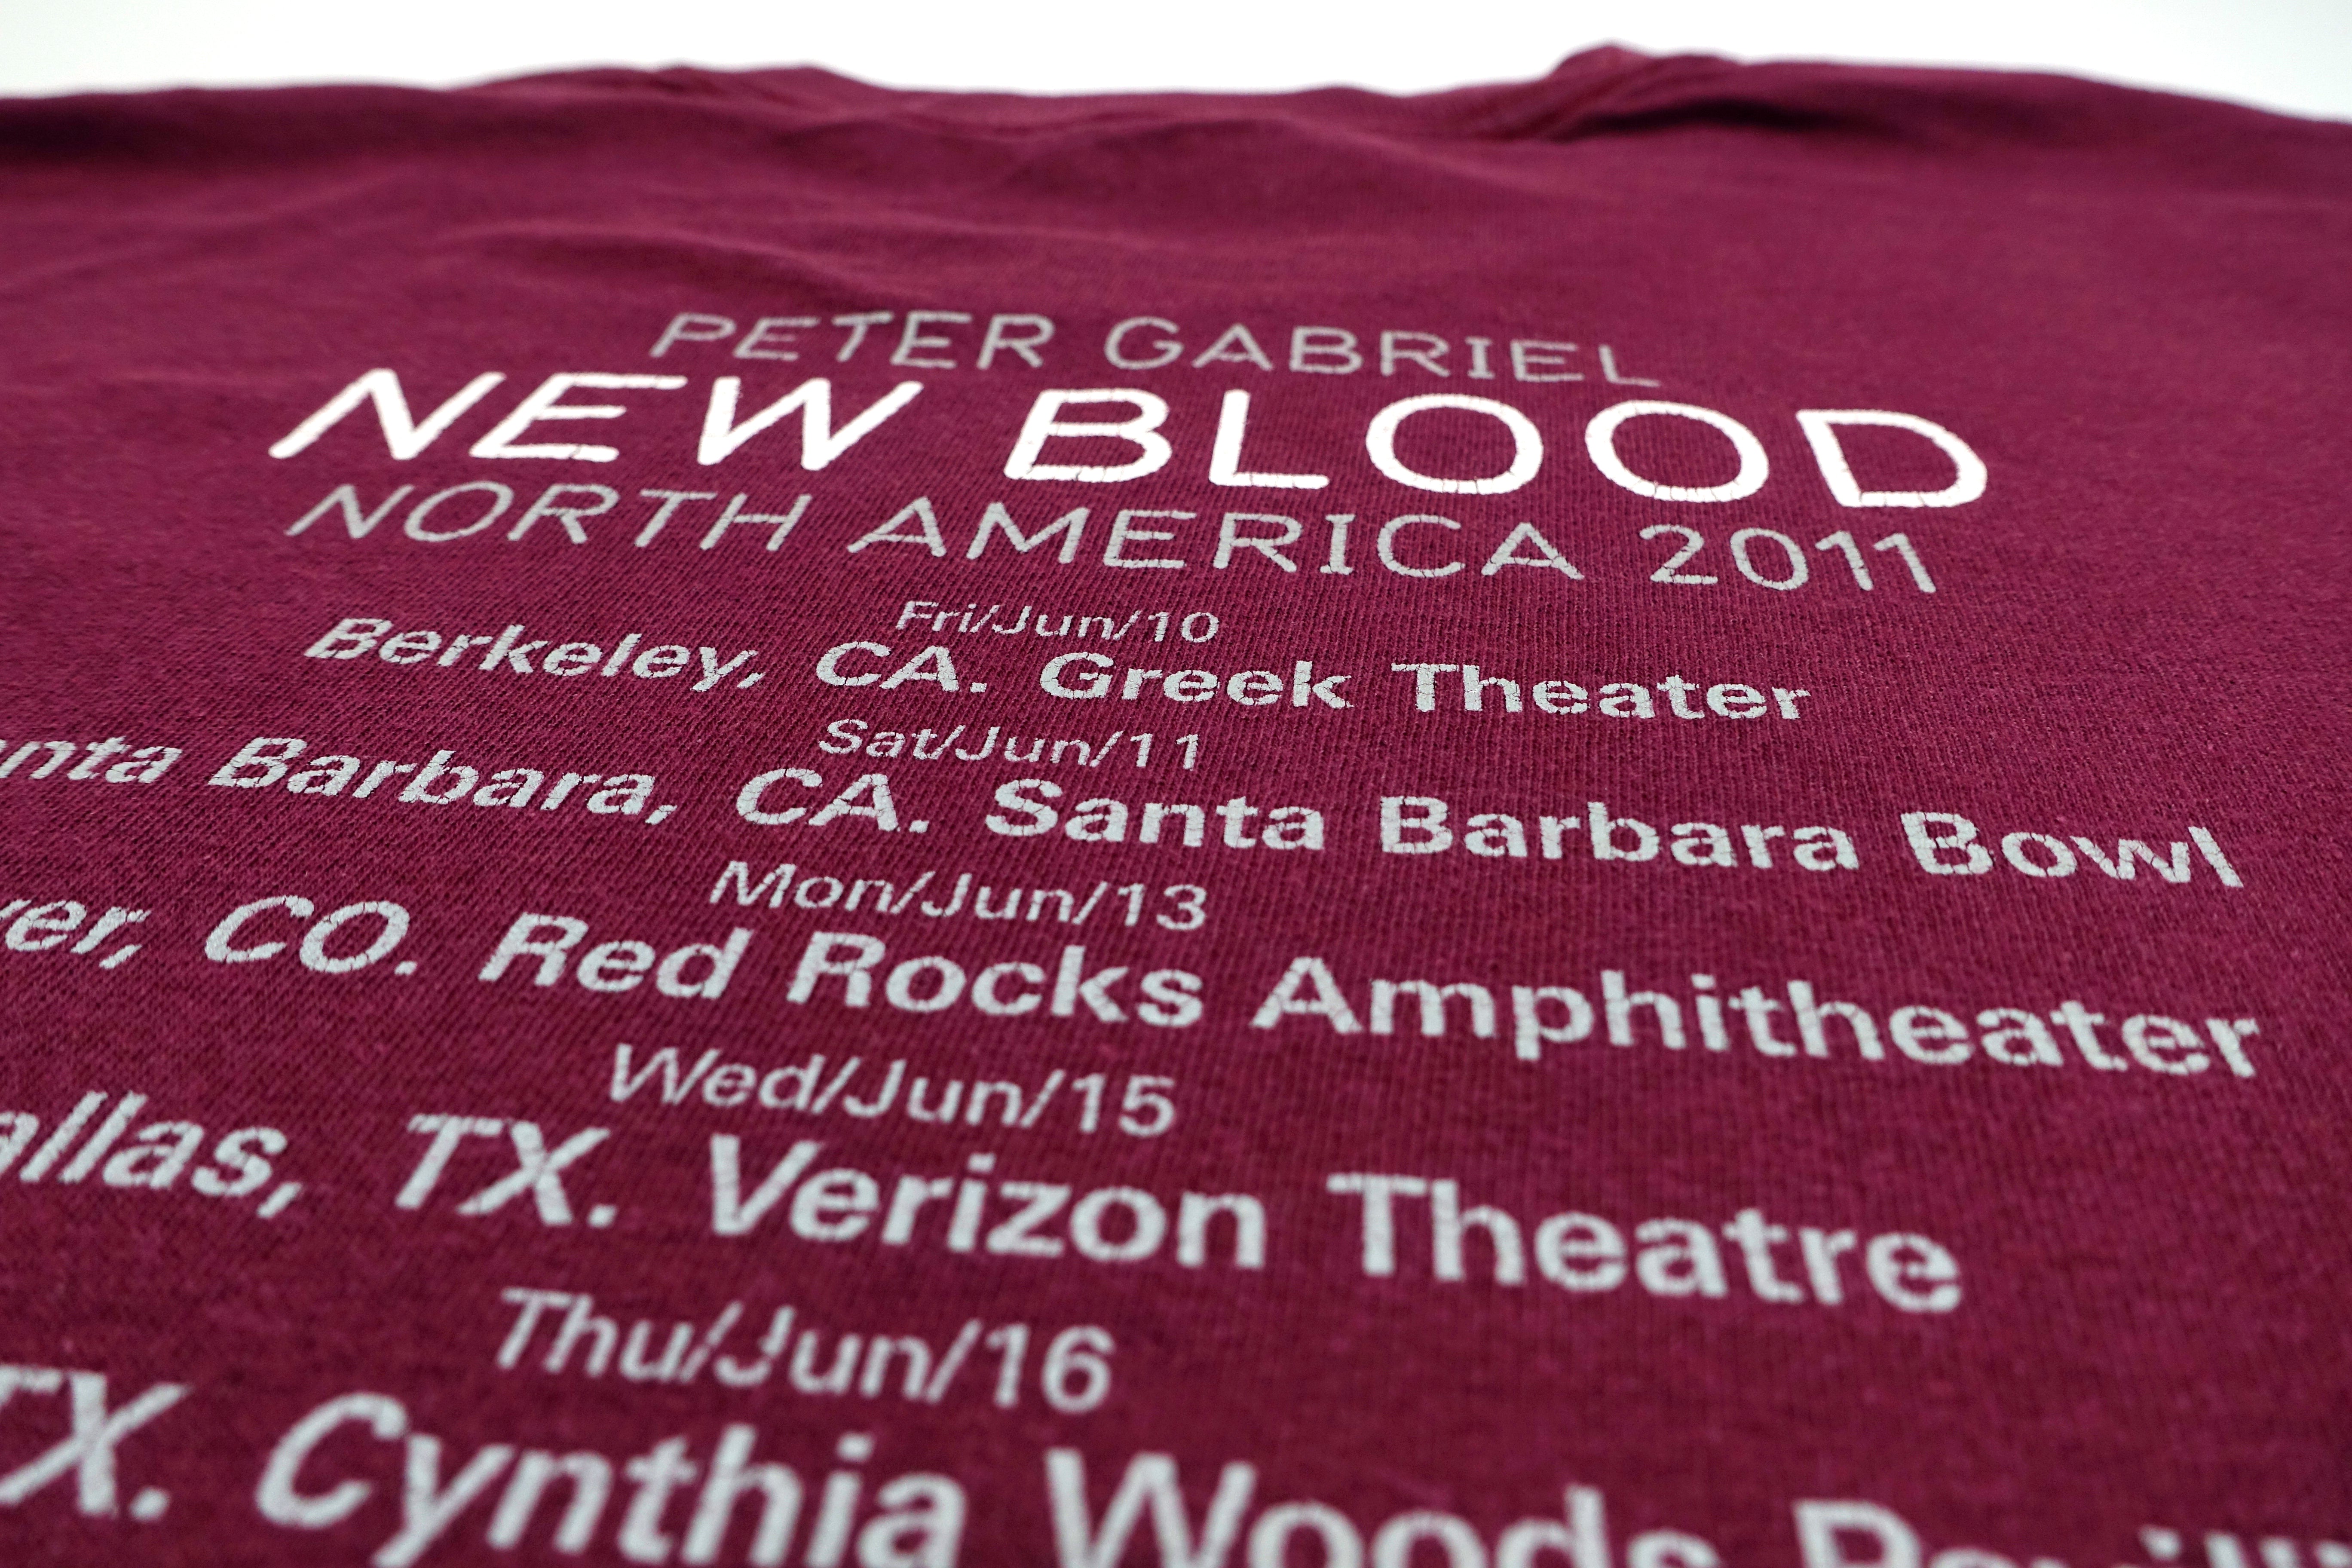 PETER GABRIEL
NEW BLOOD
NORTH AMERICA 2011
Fri/Jun/10
Berkeley, CA. Greek Theater
Sat/Jun/11
anta Barbara, CA. Santa Barbara Bowl
Mon/Jun/13
ver, CO. Red Rocks Amphitheater
Wed/Jun/15
allas, TX. Verizon Theatre
Thu/Jun/16
TX. Cynthia Woods